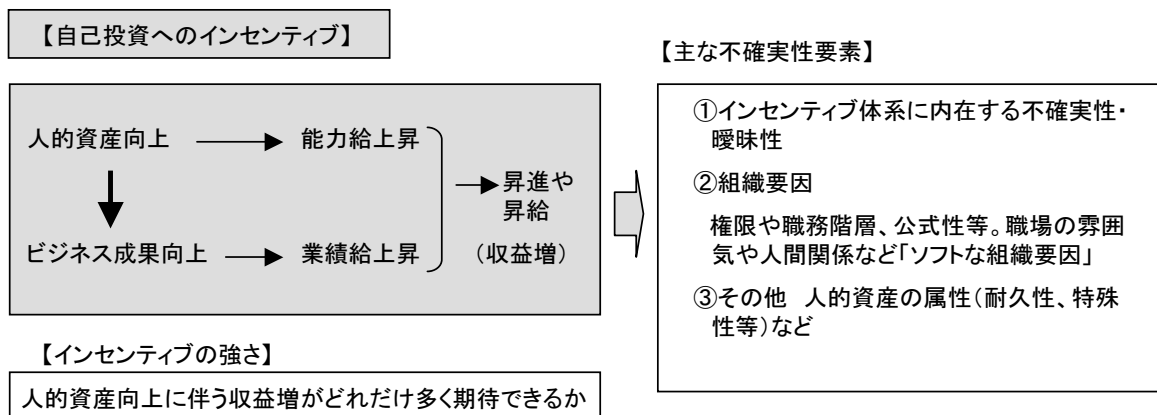 【自己投資へのインセンティブ】
人的資産向上
能力給上昇
昇進や
昇給
(収益増)
ビジネス成果向上
業績給上昇
【インセンティブの強さ】
人的資産向上に伴う収益増がどれだけ多く期待できるか
【主な不確実性要素】
①インセンティブ体系に内在する不確実性・
曖昧性
②組織要因
権限や職務階層、公式性等。職場の雰囲
気や人間関係など「ソフトな組織要因」
③その他 人的資産の属性(耐久性、特殊
性等)など